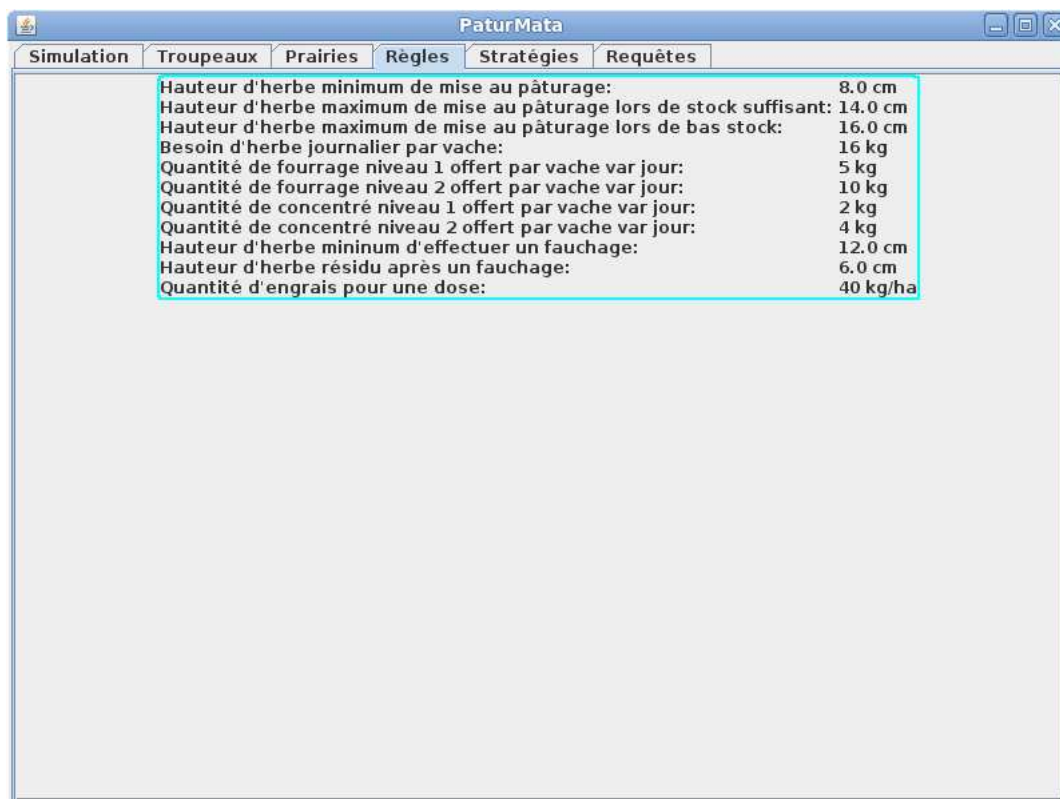 PaturMata
Simulation Troupeaux Prairies Règles Stratégies Requêtes
Hauteur d'herbe minimum de mise au pâturage: 8.0 cm
Hauteur d'herbe maximum de mise au pâturage lors de stock suffisant: 14.0 cm
Hauteur d'herbe maximum de mise au pâturage lors de bas stock: 16.0 cm
Besoin d'herbe journalier par vache: 16 kg
Quantité de fourrage niveau 1 offert par vache var jour: 5 kg
Quantité de fourrage niveau 2 offert par vache var jour: 10 kg
Quantité de concentré niveau 1 offert par vache var jour: 2 kg
Quantité de concentré niveau 2 offert par vache var jour: 4 kg
Hauteur d'herbe mininum d'effectuer un fauchage: 12.0 cm
Hauteur d'herbe résidu après un fauchage: 6.0 cm
Quantité d'engrais pour une dose: 40 kg/ha